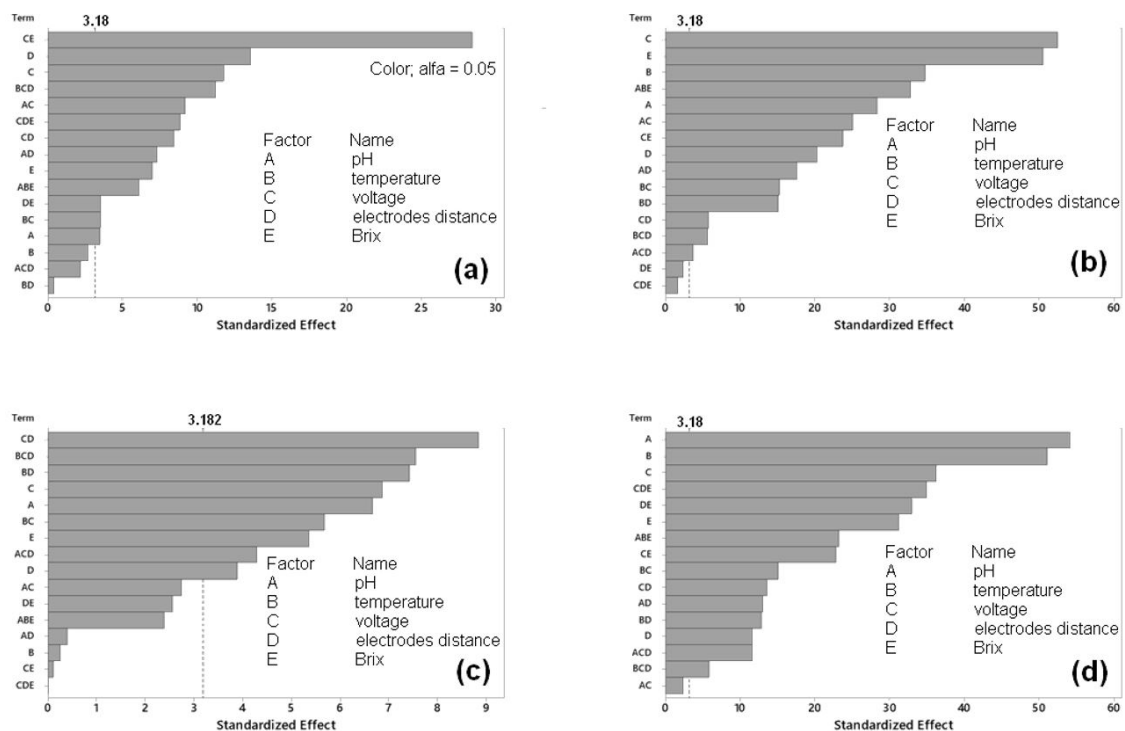 Term 3.18
CE
D
C
BCD
AC
CDE
CD
AD
E
ABE
DE
BC
A
B
ACD
BD
0 5 10 15 20 25 30
Standardized Effect
Color; alfa = 0.05
Factor Name
A pH
B temperature
C voltage
D electrodes distance
E Brix
(a)
Term 3.18
C
E
B
ABE
A
AC
CE
D
AD
BC
BD
CD
BCD
ACD
DE
CDE
0 10 20 30 40 50 60
Standardized Effect
Factor Name
A pH
B temperature
C voltage
D electrodes distance
E Brix
(b)
Term 3.182
CD
BCD
BD
C
A
BC
E
ACD
D
AC
DE
ABE
AD
B
CE
CDE
0 1 2 3 4 5 6 7 8 9
Standardized Effect
Factor Name
A pH
B temperature
C voltage
D electrodes distance
E Brix
(c)
Term 3.18
A
B
C
CDE
DE
E
ABE
CE
BC
CD
AD
BD
D
ACD
BCD
AC
0 10 20 30 40 50 60
Standardized Effect
Factor Name
A pH
B temperature
C voltage
D electrodes distance
E Brix
(d)